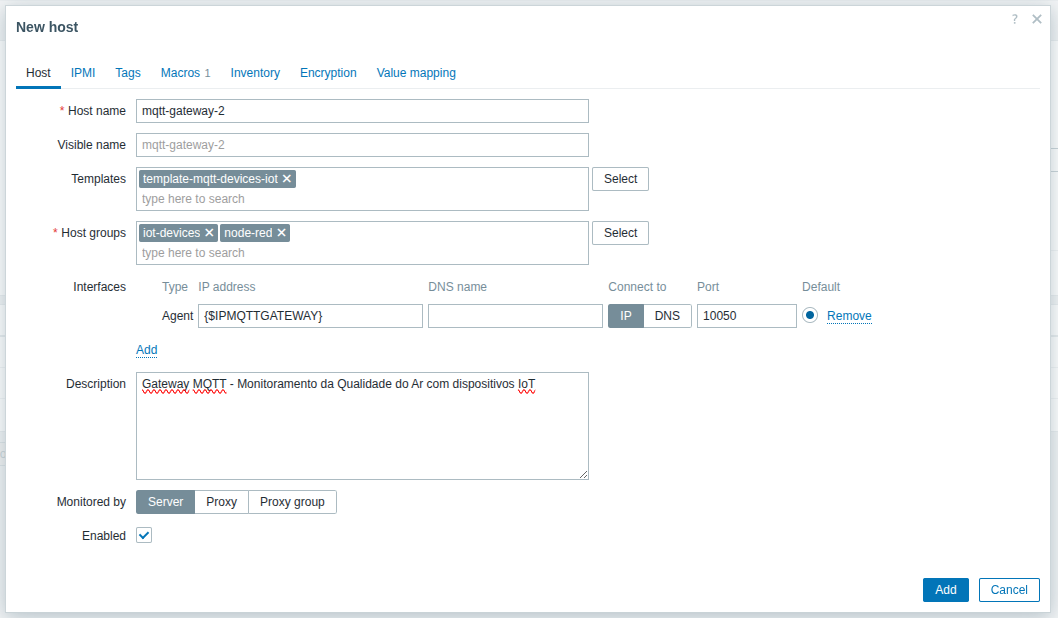 New host
?
Host IPMI Tags Macros 1 Inventory Encryption Value mapping
* Host name mqtt-gateway-2
Visible name mqtt-gateway-2
Templates template-mqtt-devices-iot Select
type here to search
* Host groups iot-devices node-red Select
type here to search
Interfaces Type IP address DNS name Connect to Port Default
Agent {$IPMQTTGATEWAY} IP DNS 10050 Remove
Add
Description Gateway MQTT - Monitoramento da Qualidade do Ar com dispositivos IoT
Monitored by Server Proxy Proxy group
Enabled
Add Cancel